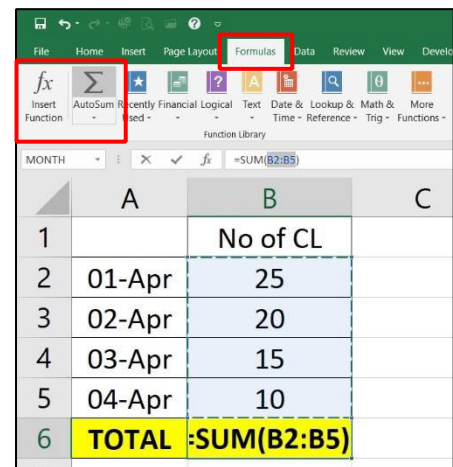 File Home Insert Page Layout Formulas Data Review View Develo
fx Σ ? A θ
Insert AutoSum Recently Financial Logical Text Date & Lookup & Math & More
Function Used Time Reference Trig Functions
Function Library
MONTH fx =SUM(B2:B5)
A B C
1 No of CL
2 01-Apr 25
3 02-Apr 20
4 03-Apr 15
5 04-Apr 10
6 TOTAL =SUM(B2:B5)